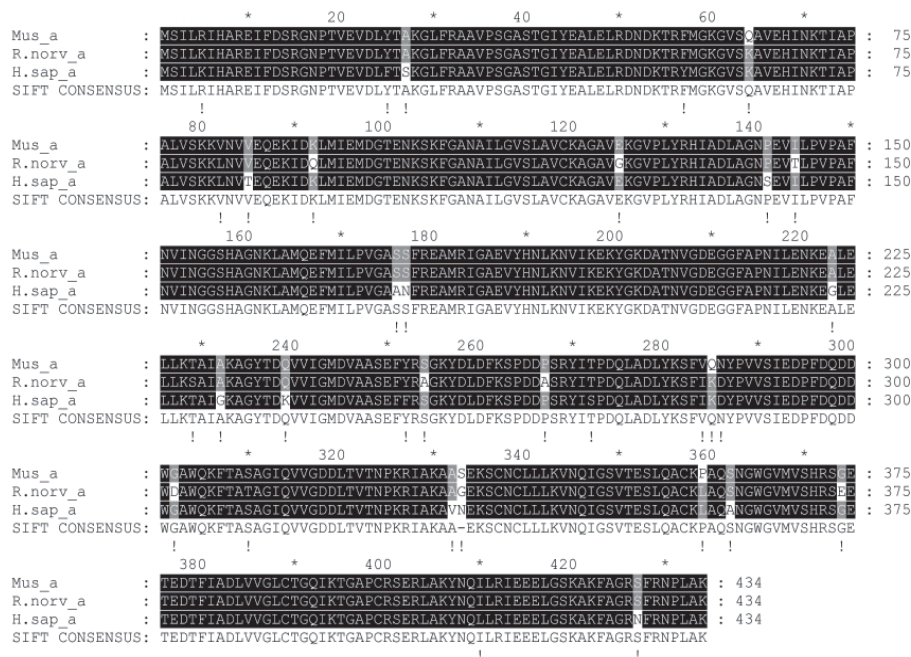 * 20 * 40 * 60 *
Mus_a : MSILRIHAREIFDSRGNPTVEVDLYTAKGLFRAAVPSGASTGIYEALELRDNDKTRFMGKGVSQAVEHINKTIAP : 75
R.norv_a : MSILRIHAREIFDSRGNPTVEVDLYTAKGLFRAAVPSGASTGIYEALELRDNDKTRFMGKGVSKAVEHINKTIAP : 75
H.sap_a : MSILKIHAREIFDSRGNPTVEVDLFTSKGLFRAAVPSGASTGIYEALELRDNDKTRYMGKGVSKAVEHINKTIAP : 75
SIFT CONSENSUS: MSILRIHAREIFDSRGNPTVEVDLYTAKGLFRAAVPSGASTGIYEALELRDNDKTRFMGKGVSQAVEHINKTIAP
! ! ! ! !
80 * 100 * 120 * 140 *
Mus_a : ALVSKKVNVVEQEKIDKLMIEMDGTENKSKFGANAILGVSLAVCKAGAVEKGVPLYRHIADLAGNPEVILPVPAF : 150
R.norv_a : ALVSKKLNVVEQEKIDQLMIEMDGTENKSKFGANAILGVSLAVCKAGAVGKGVPLYRHIADLAGNPEVTLPVPAF : 150
H.sap_a : ALVSKKLNVTEQEKIDKLMIEMDGTENKSKFGANAILGVSLAVCKAGAVEKGVPLYRHIADLAGNSEVILPVPAF : 150
SIFT CONSENSUS: ALVSKKVNVVEQEKIDKLMIEMDGTENKSKFGANAILGVSLAVCKAGAVEKGVPLYRHIADLAGNPEVILPVPAF
! ! ! ! ! !
160 * 180 * 200 * 220
Mus_a : NVINGGSHAGNKLAMQEFMILPVGASSFREAMRIGAEVYHNLKNVIKEKYGKDATNVGDEGGFAPNILENKEALE : 225
R.norv_a : NVINGGSHAGNKLAMQEFMILPVGASSFREAMRIGAEVYHNLKNVIKEKYGKDATNVGDEGGFAPNILENKEALE : 225
H.sap_a : NVINGGSHAGNKLAMQEFMILPVGAANFREAMRIGAEVYHNLKNVIKEKYGKDATNVGDEGGFAPNILENKEGLE : 225
SIFT CONSENSUS: NVINGGSHAGNKLAMQEFMILPVGASSFREAMRIGAEVYHNLKNVIKEKYGKDATNVGDEGGFAPNILENKEALE
! ! !
* 240 * 260 * 280 * 300
Mus_a : LLKTAIAKAGYTDQVVIGMDVAASEFYRSGKYDLDFKSPDDPSRYITPDQLADLYKSFVQNYPVVSIEDPFDQDD : 300
R.norv_a : LLKSAIAKAGYTDQVVIGMDVAASEFYRAGKYDLDFKSPDDASRYITPDQLADLYKSFIKDYPVVSIEDPFDQDD : 300
H.sap_a : LLKTAIGKAGYTDKVVIGMDVAASEFFRSGKYDLDFKSPDDPSRYISPDQLADLYKSFIKDYPVVSIEDPFDQDD : 300
SIFT CONSENSUS: LLKTAIAKAGYTDQVVIGMDVAASEFYRSGKYDLDFKSPDDPSRYITPDQLADLYKSFVQNYPVVSIEDPFDQDD
! ! ! ! ! ! ! ! ! !
* 320 * 340 * 360 *
Mus_a : WGAWQKFTASAGIQVVGDDLTVTNPKRIAKAASEKSCNCLLLKVNQIGSVTESLQACKPAQSNGWGVMVSHRSGE : 375
R.norv_a : WDAWQKFTATAGIQVVGDDLTVTNPKRIAKAAGEKSCNCLLLKVNQIGSVTESLQACKLAQSNGWGVMVSHRSEE : 375
H.sap_a : WGAWQKFTASAGIQVVGDDLTVTNPKRIAKAVNEKSCNCLLLKVNQIGSVTESLQACKLAQANGWGVMVSHRSGE : 375
SIFT CONSENSUS: WGAWQKFTASAGIQVVGDDLTVTNPKRIAKAA-EKSCNCLLLKVNQIGSVTESLQACKPAQSNGWGVMVSHRSGE
! ! ! ! ! ! ! !
380 * 400 * 420 *
Mus_a : TEDTFIADLVVGLCTGQIKTGAPCRSERLAKYNQILRIEEELGSKAKFAGRSFRNPLAK : 434
R.norv_a : TEDTFIADLVVGLCTGQIKTGAPCRSERLAKYNQILRIEEELGSKAKFAGRSFRNPLAK : 434
H.sap_a : TEDTFIADLVVGLCTGQIKTGAPCRSERLAKYNQLLRIEEELGSKAKFAGRNFRNPLAK : 434
SIFT CONSENSUS: TEDTFIADLVVGLCTGQIKTGAPCRSERLAKYNQILRIEEELGSKAKFAGRSFRNPLAK
! !